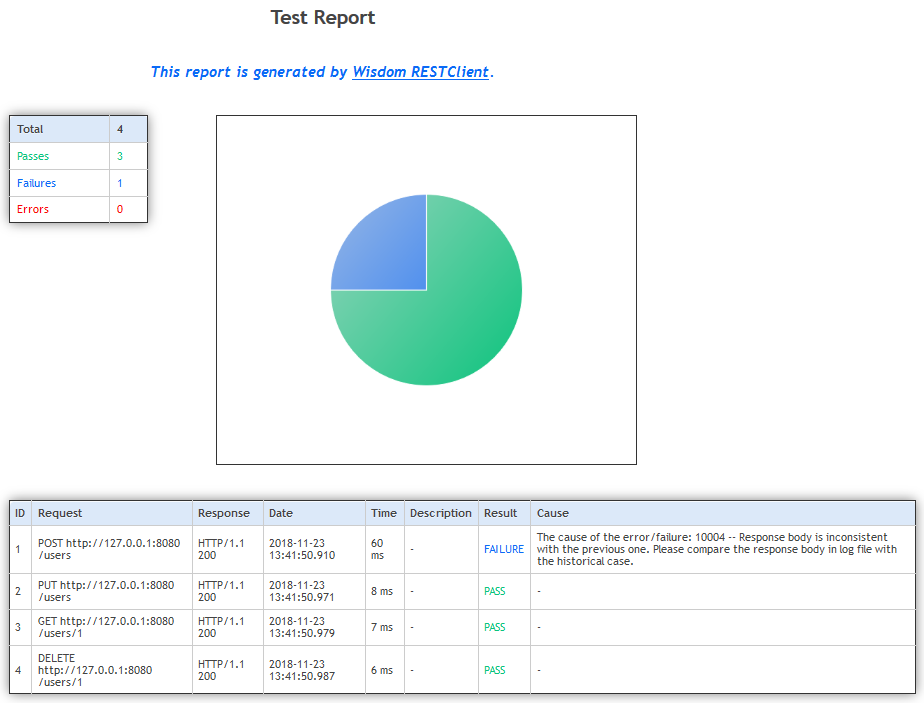 Test Report
This report is generated by Wisdom RESTClient.
Total 4
Passes 3
Failures 1
Errors 0
ID Request Response Date Time Description Result Cause
1 POST http://127.0.0.1:8080 /users HTTP/1.1 200 2018-11-23 13:41:50.910 60 ms - FAILURE The cause of the error/failure: 10004 -- Response body is inconsistent with the previous one. Please compare the response body in log file with the historical case.
2 PUT http://127.0.0.1:8080 /users HTTP/1.1 200 2018-11-23 13:41:50.971 8 ms - PASS -
3 GET http://127.0.0.1:8080 /users/1 HTTP/1.1 200 2018-11-23 13:41:50.979 7 ms - PASS -
4 DELETE http://127.0.0.1:8080 /users/1 HTTP/1.1 200 2018-11-23 13:41:50.987 6 ms - PASS -